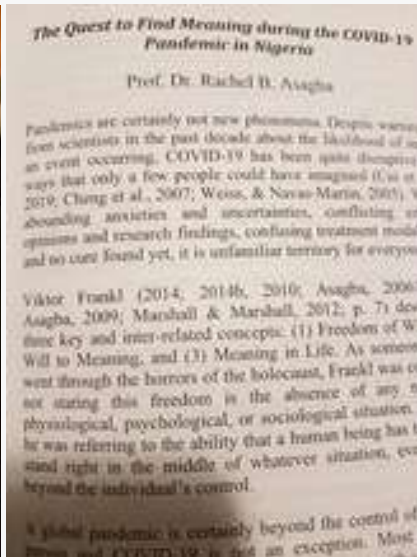 The Quest to Find Meaning during the COVID-19
Pandemic in Nigeria
Prof. Dr. Rachel B. Asagba
Pandemics are certainly not new phenomena. Despite
from scientists in the past decade about the likelihood of
an event occurring, COVID-19 has been quite
ways that only a few people could have imagined
2019; Cheng et al., 2007; Weiss, & Navas-Martin, 2005).
abounding anxieties and uncertainties, conflicting
opinions and research findings, confusing treatment
and no cure found yet, it is unfamiliar territory for
Viktor Frankl (2014, 2014b, 2010; Asagba, 2006
Asagba, 2009; Marshall & Marshall, 2012; p. 7)
three key and inter-related concepts: (1) Freedom of
Will to Meaning, and (3) Meaning in Life. As
went through the horrors of the holocaust, Frankl was
not stating this freedom is the absence of any
physiological, psychological, or sociological situation.
he was referring to the ability that a human being has
stand right in the middle of whatever situation,
beyond the individual's control.
A global pandemic is certainly beyond the control of
and COVID-19 is not an exception.